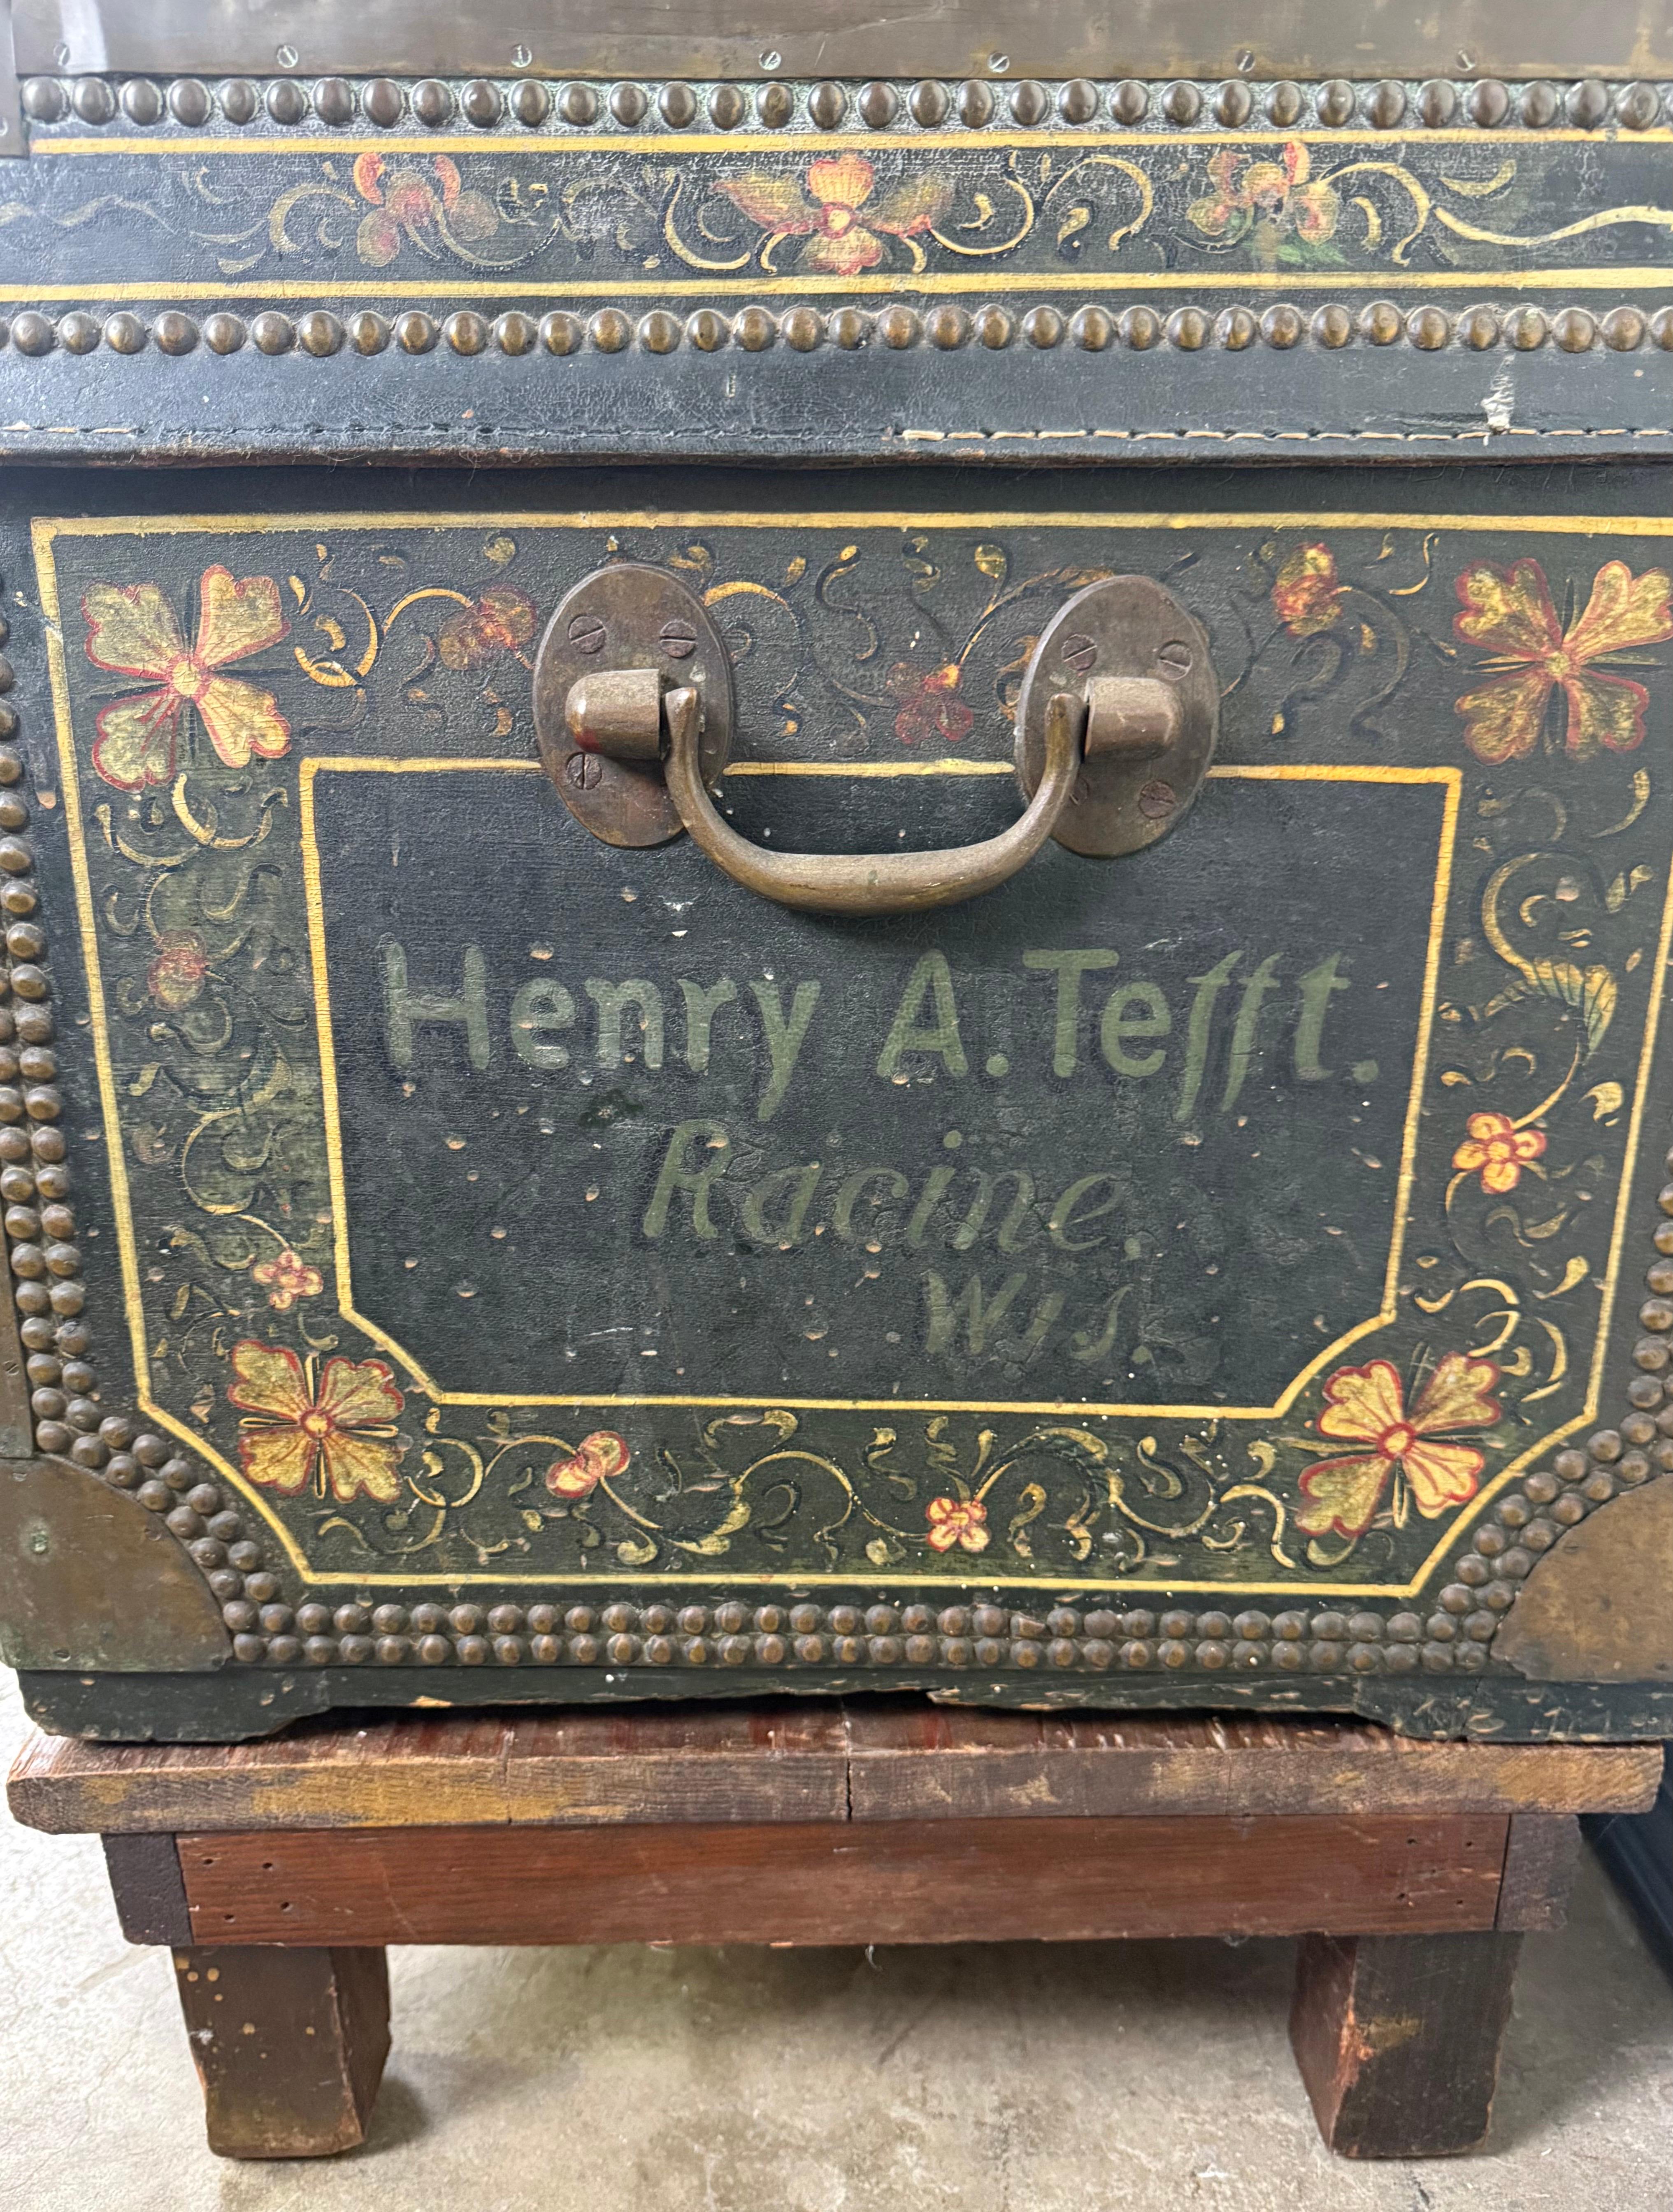 Henry A. Tefft.
Racine.
Wis.